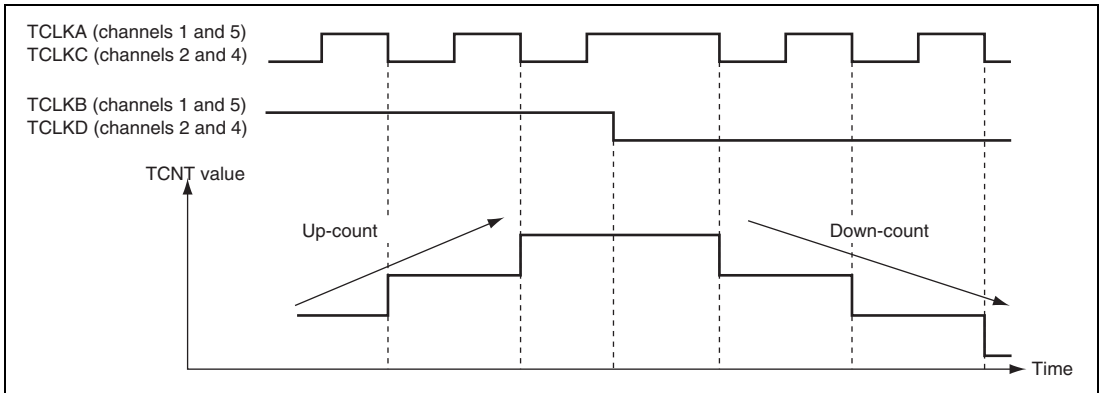 TCLKA (channels 1 and 5)
TCLKC (channels 2 and 4)
TCLKB (channels 1 and 5)
TCLKD (channels 2 and 4)
TCNT value
Up-count
Down-count
Time